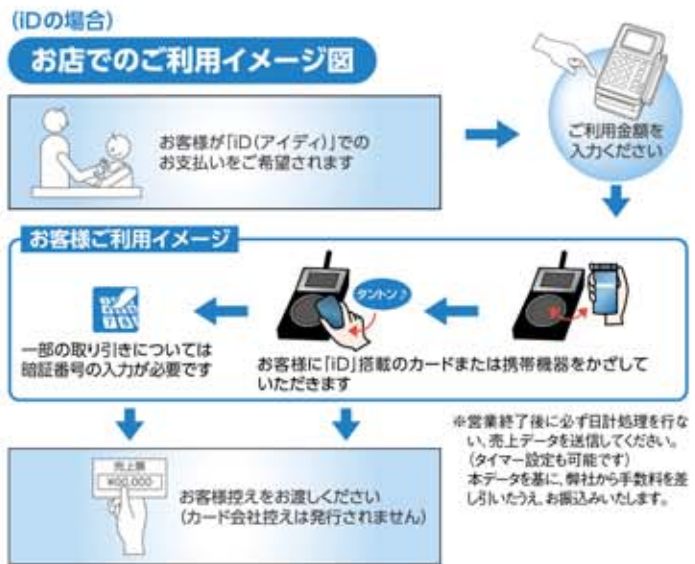 (iDの場合)
お店でのご利用イメージ図
お客様が「iD(アイディ)」での
お支払いをご希望されます
ご利用金額を
入力ください
お客様ご利用イメージ
タントン♪
一部の取り引きについては
暗証番号の入力が必要です
お客様に「iD」搭載のカードまたは携帯機器をかざして
いただきます
売上票
¥00,000
お客様控えをお渡しください
(カード会社控えは発行されません)
※営業終了後に必ず日計処理を行な
い、売上データを送信してください。
(タイマー設定も可能です)
本データを基に、弊社から手数料を差
し引いたうえ、お振込みいたします。